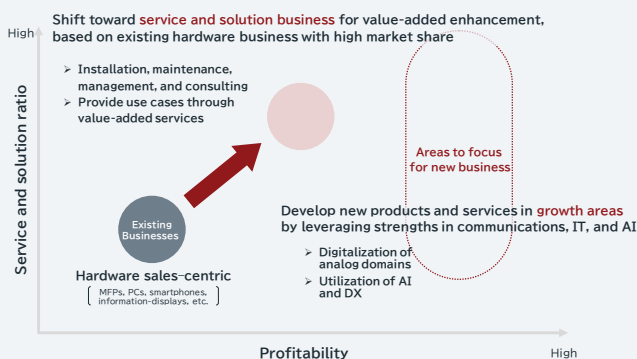 Shift toward service and solution business for value-added enhancement,
based on existing hardware business with high market share
High
➢ Installation, maintenance,
management, and consulting
➢ Provide use cases through
value-added services
Service and solution ratio
Areas to focus
for new business
Existing
Businesses
Develop new products and services in growth areas
by leveraging strengths in communications, IT, and AI
➢ Digitalization of
analog domains
➢ Utilization of AI
and DX
Hardware sales-centric
MFPs, PCs, smartphones,
information-displays, etc.
Profitability
High